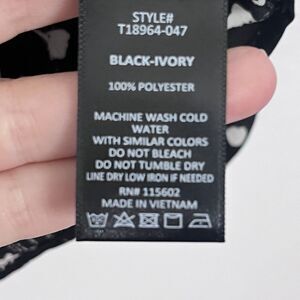 STYLE#
T18964-047
BLACK-IVORY
100% POLYESTER
MACHINE WASH COLD
WATER
WITH SIMILAR COLORS
DO NOT BLEACH
DO NOT TUMBLE DRY
LINE DRY LOW IRON IF NEEDED
RN# 115602
MADE IN VIETNAM